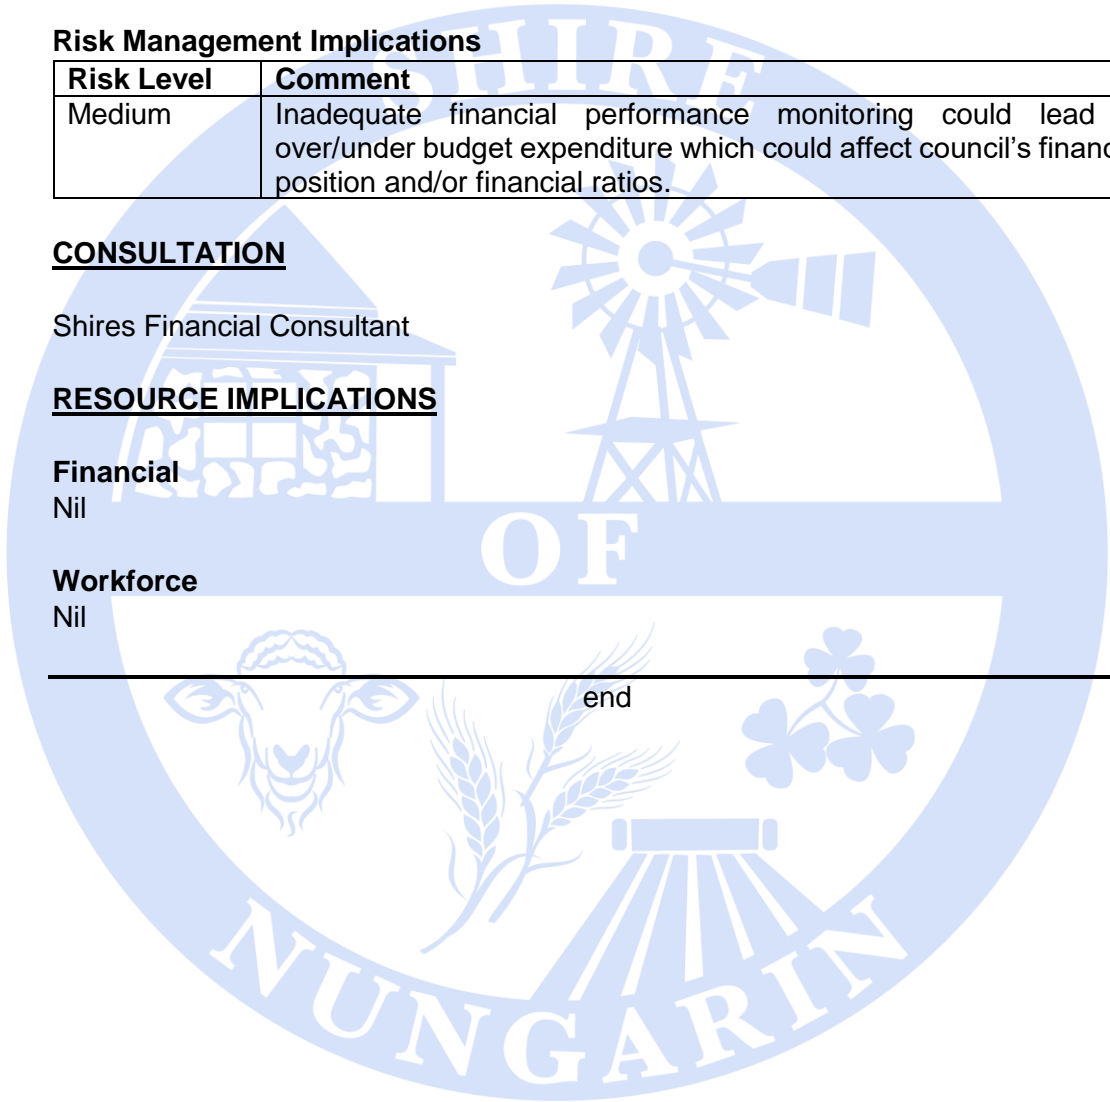 Risk Management Implications
Risk Level Comment
Medium Inadequate financial performance monitoring could lead
over/under budget expenditure which could affect council’s
position and/or financial ratios.
CONSULTATION
Shires Financial Consultant
RESOURCE IMPLICATIONS
Financial
Nil
Workforce
Nil
end
SHIRE
OF
NUNGARIN